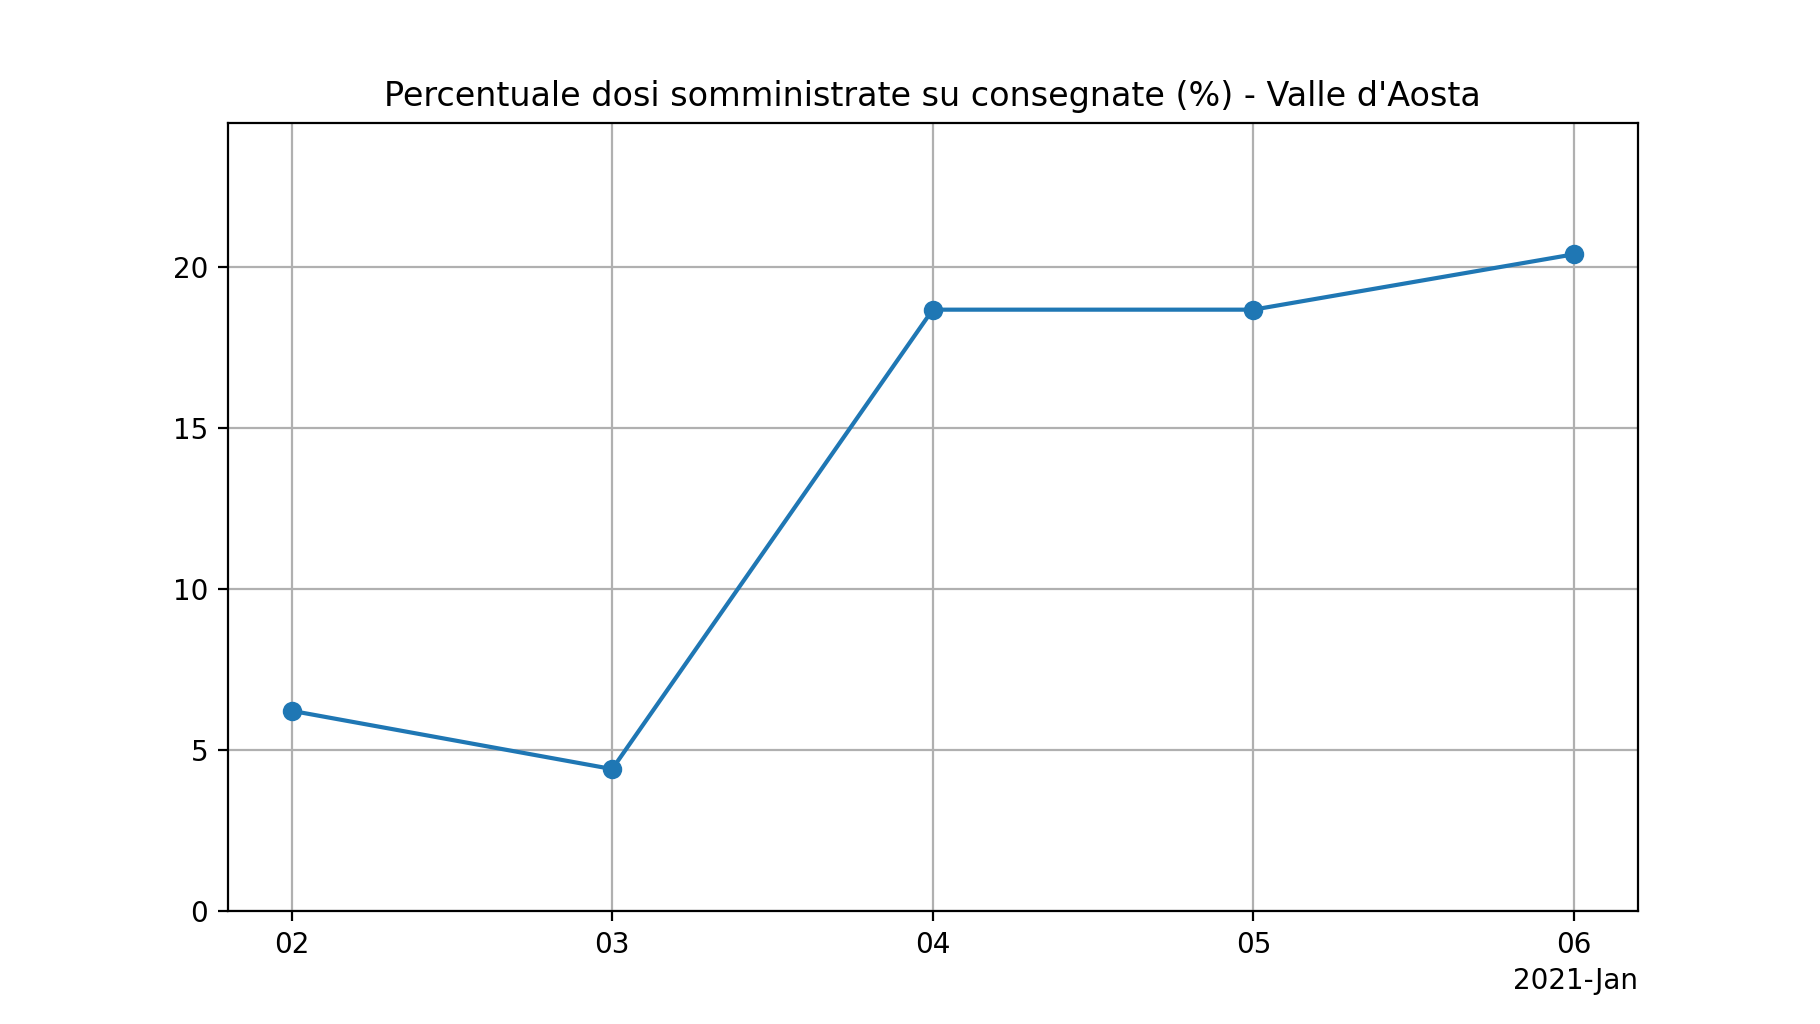 Percentuale dosi somministrate su consegnate (%) - Valle d'Aosta
20
15
10
5
0
02 03 04 05 06
2021-Jan